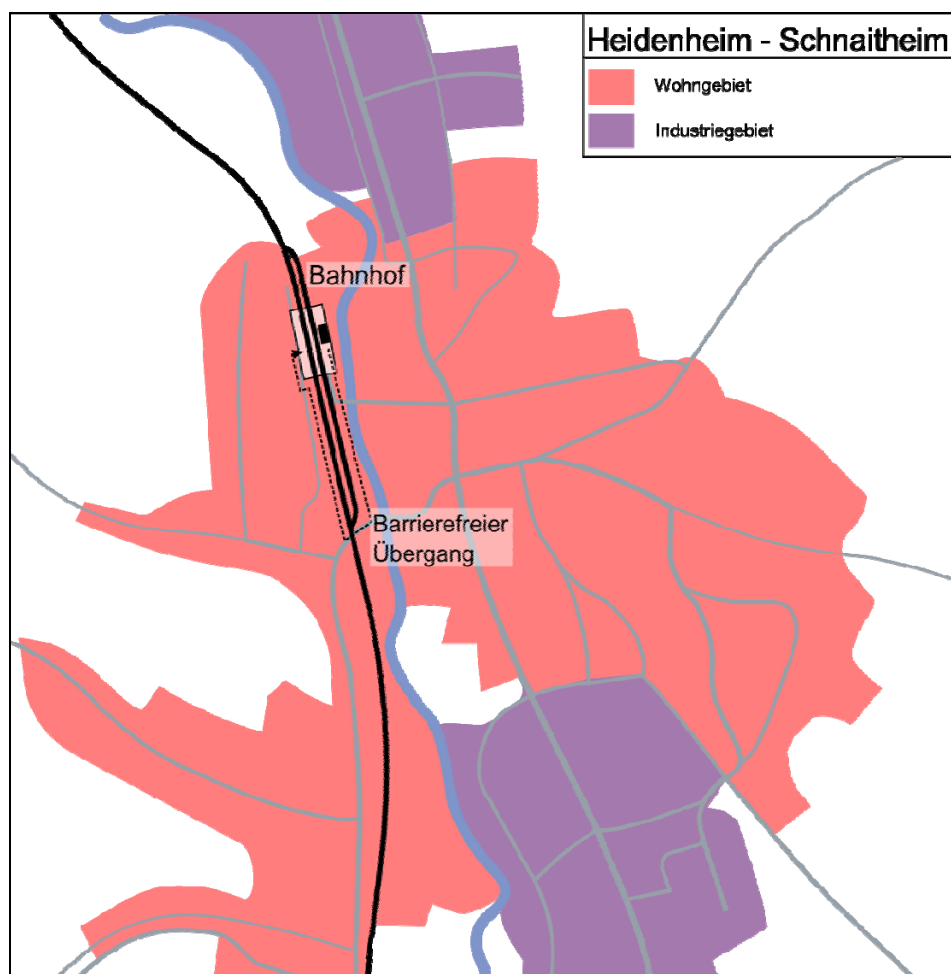 Heidenheim - Schnaitheim
Wohngebiet
Industriegebiet
Bahnhof
Barrierefreier
Übergang